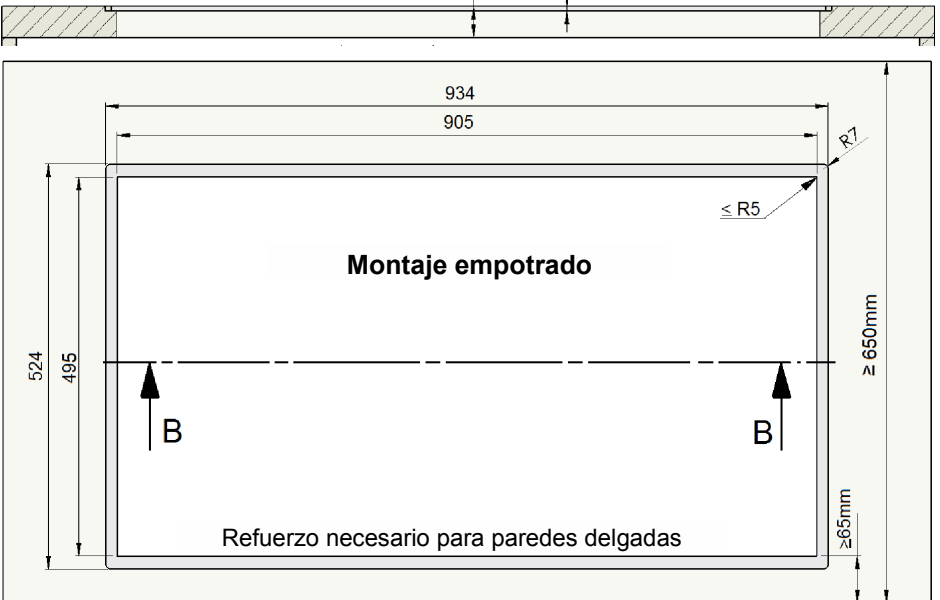 934
905
R7
≤ R5
Montaje empotrado
≥ 650mm
524
495
B
B
≥65mm
Refuerzo necesario para paredes delgadas